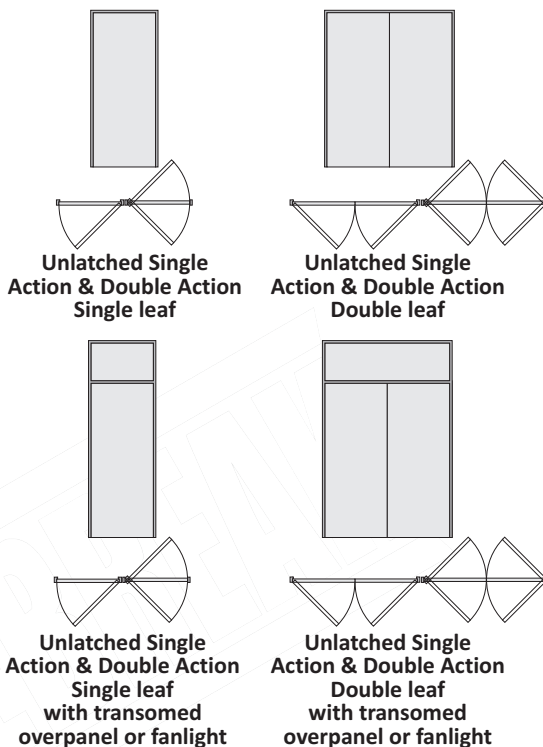 Unlatched Single
Action & Double Action
Single leaf
Unlatched Single
Action & Double Action
Double leaf
Unlatched Single
Action & Double Action
Single leaf
with transomed
overpanel or fanlight
Unlatched Single
Action & Double Action
Double leaf
with transomed
overpanel or fanlight